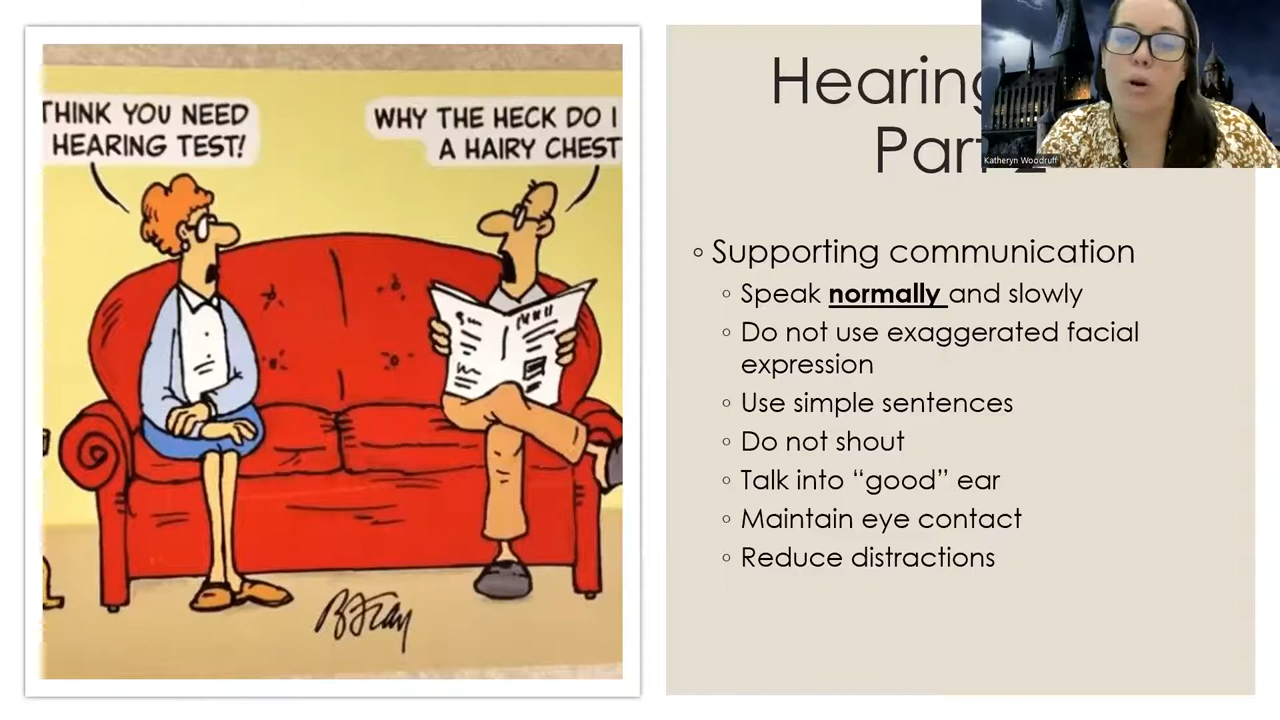 THINK YOU NEED
HEARING TEST!
WHY THE HECK DO I
A HAIRY CHEST
Hearing
Part 2
Katheryn Woodruff
Supporting communication
Speak normally and slowly
Do not use exaggerated facial
expression
Use simple sentences
Do not shout
Talk into “good” ear
Maintain eye contact
Reduce distractions